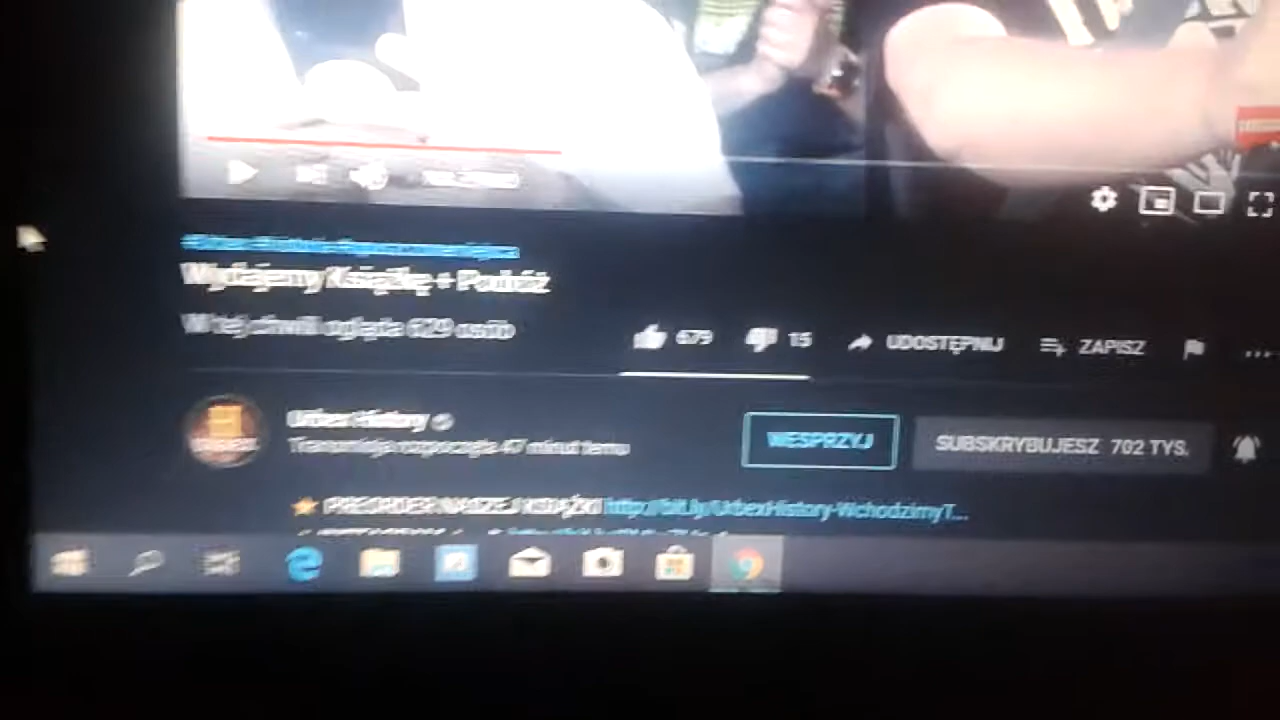 Wydajemy Książkę + Podróż
W tej chwili ogląda 629 osób
679
15
UDOSTĘPNIJ
ZAPISZ
Urbex History
Transmisja rozpoczęta 47 minut temu
WESPRZYJ
SUBSKRYBUJESZ 702 TYS.
PREORDER NASZEJ KSIĄŻKI http://bit.ly/UrbexHistory-WchodzimyT...